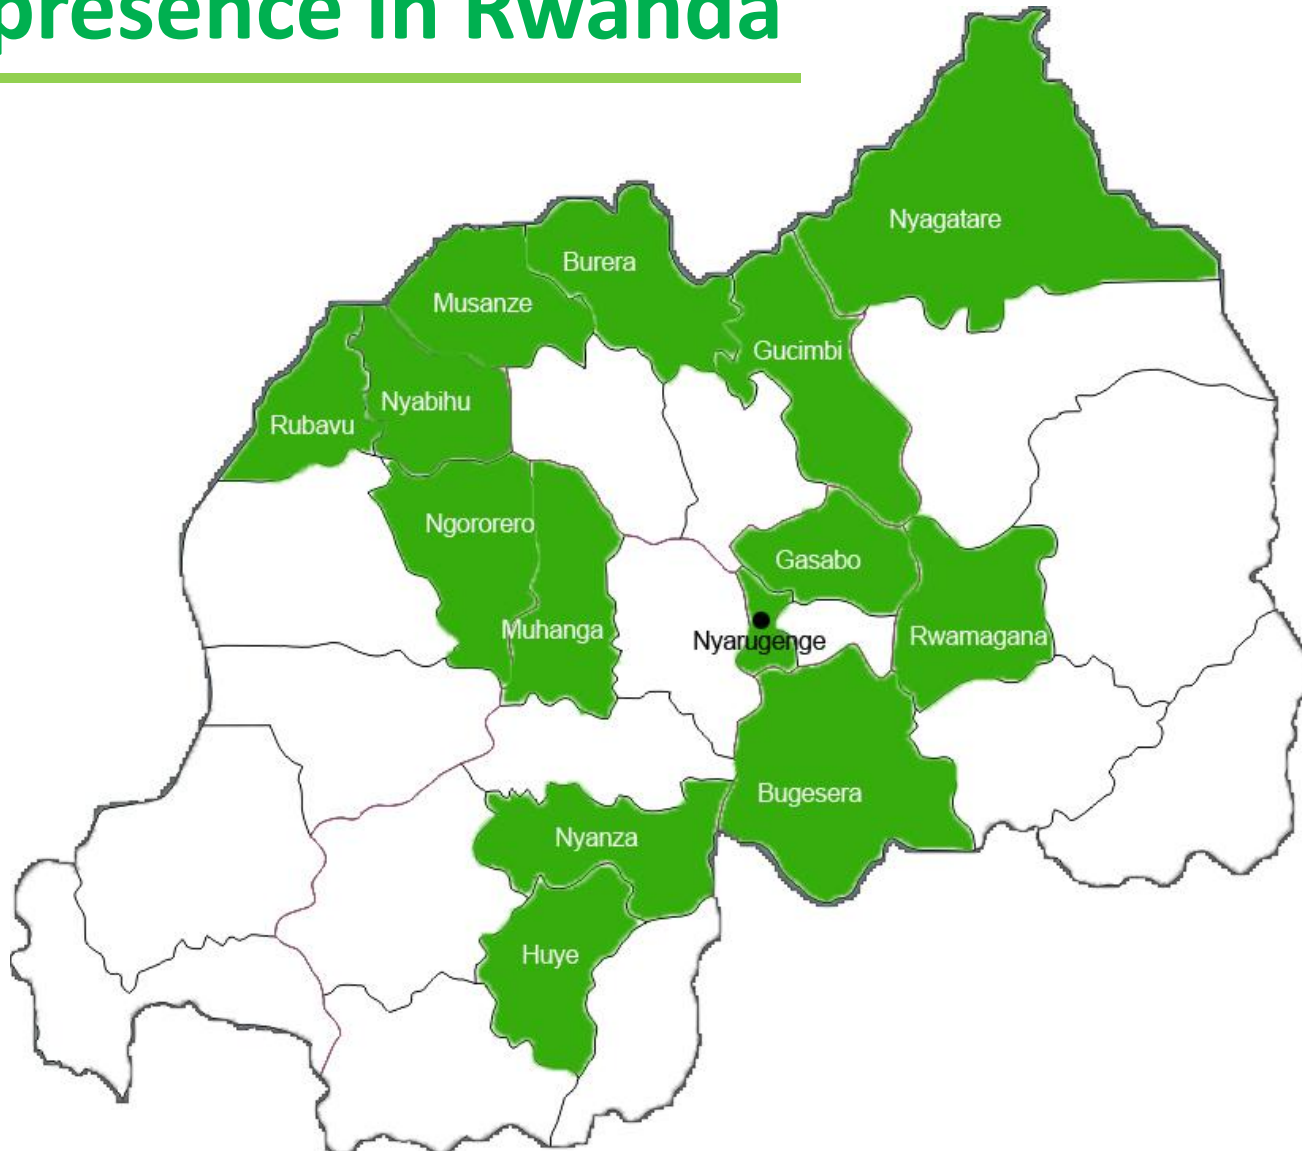 presence in Rwanda
Nyagatare
Burera
Musanze
Gucimbi
Nyabihu
Rubavu
Ngororero
Gasabo
Muhanga
Nyarugenge
Rwamagana
Bugesera
Nyanza
Huye